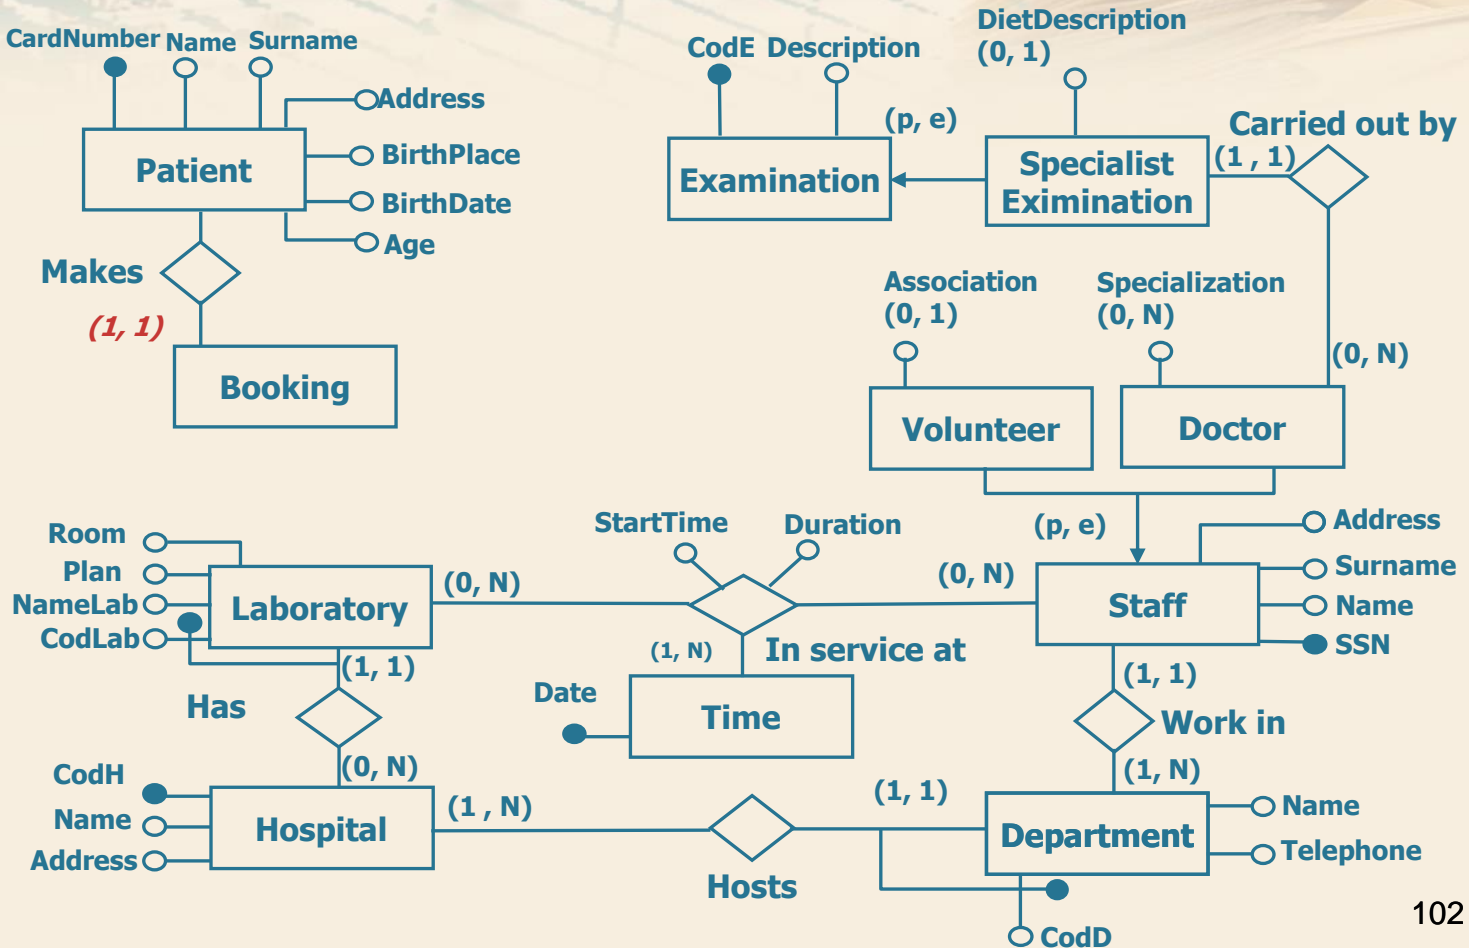 DietDescription
(0, 1)
CardNumber Name Surname
CodE Description
Address
(p, e)
Carried out by
Patient
BirthPlace
Examination
Specialist
Eximination
(1 , 1)
BirthDate
Age
Makes
Association
(0, 1)
Specialization
(0, N)
(1, 1)
(0, N)
Booking
Volunteer
Doctor
StartTime
Duration
(p, e)
Address
Room
Plan
NameLab
CodLab
Laboratory
(0, N)
(0, N)
Staff
Surname
Name
SSN
(1, N)
In service at
(1, 1)
(1, 1)
Has
Date
Time
Work in
(0, N)
(1, N)
CodH
Name
Address
Hospital
(1 , N)
(1, 1)
Department
Name
Telephone
Hosts
CodD
102